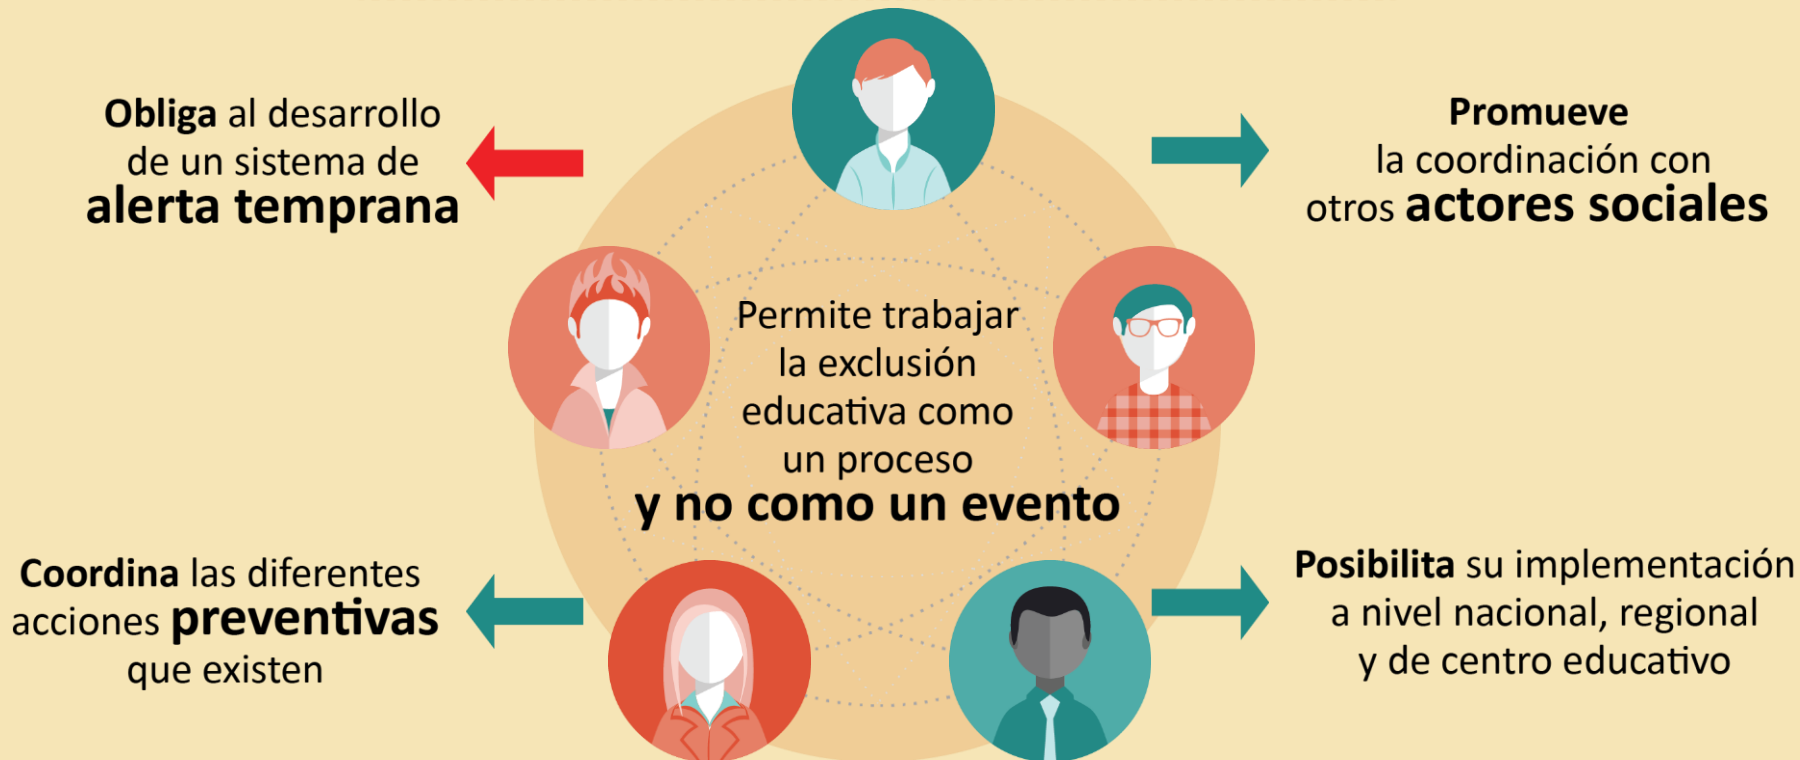 Obliga al desarrollo
de un sistema de
alerta temprana
Promueve
la coordinación con
otros actores sociales
Permite trabajar
la exclusión
educativa como
un proceso
y no como un evento
Coordina las diferentes
acciones preventivas
que existen
Posibilita su implementación
a nivel nacional, regional
y de centro educativo